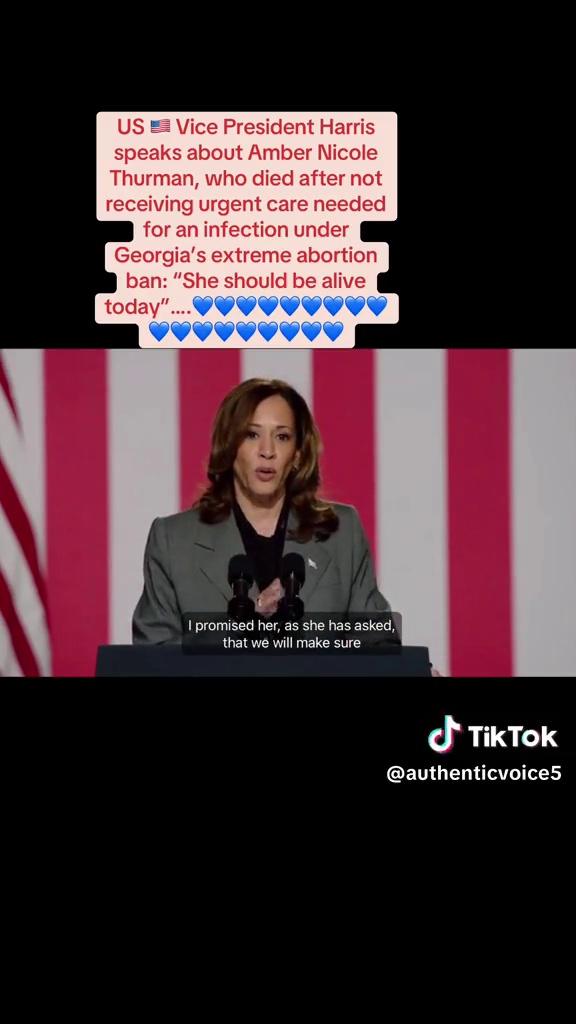 US 🇺🇸 Vice President Harris
speaks about Amber Nicole
Thurman, who died after not
receiving urgent care needed
for an infection under
Georgia’s extreme abortion
ban: “She should be alive
today”....💙💙💙💙💙💙💙💙💙
💙💙💙💙💙💙💙💙💙
I promised her, as she has asked,
that we will make sure
TikTok
@authenticvoice5